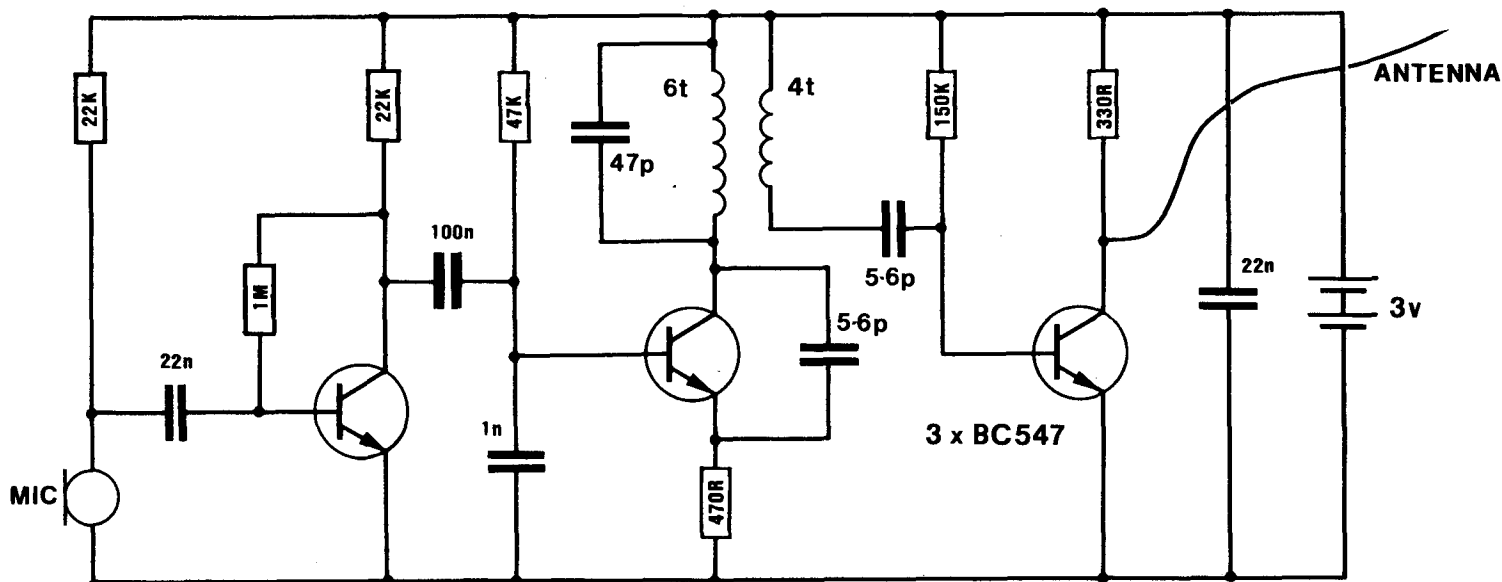 22K
22K
47K
6t
47p
4t
150K
330R
ANTENNA
1M
100n
5·6p
5·6p
22n
3v
22n
1n
3 x BC547
MIC
470R